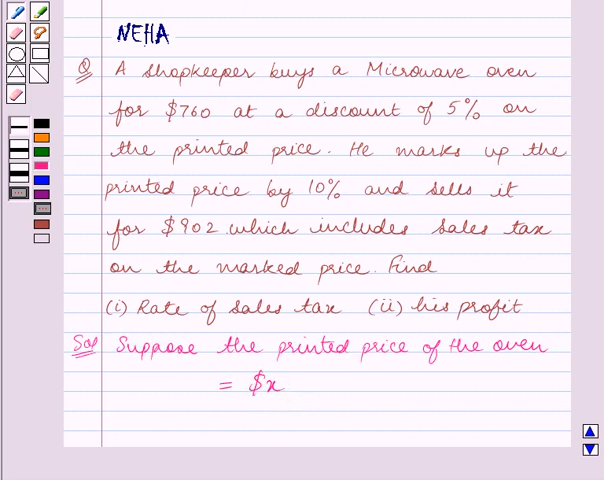 NEHA
Q A Shopkeeper buys a Microwave oven
for $760 at a discount of 5% on
the printed price. He marks up the
printed price by 10% and sells it
for $902 which includes sales tax
on the marked price. Find
(i) Rate of Sales tax (ii) his profit
Sol Suppose the printed price of the oven
= $x